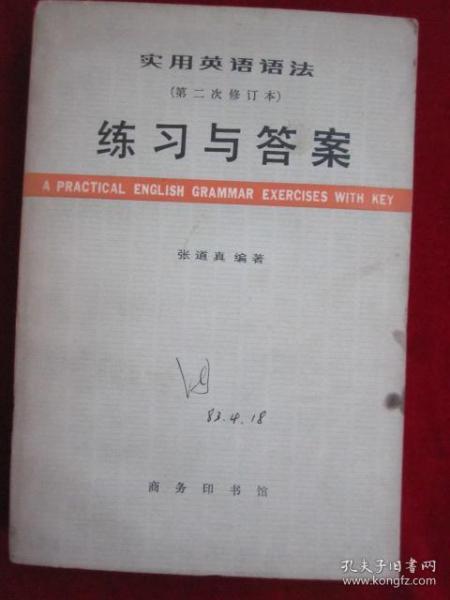 实用英语语法
(第二次修订本)
练习与答案
A PRACTICAL ENGLISH GRAMMAR EXERCISES WITH KEY
张道真 编著
83.4.18
商务印书馆
孔夫子旧书网
www.kongfz.com